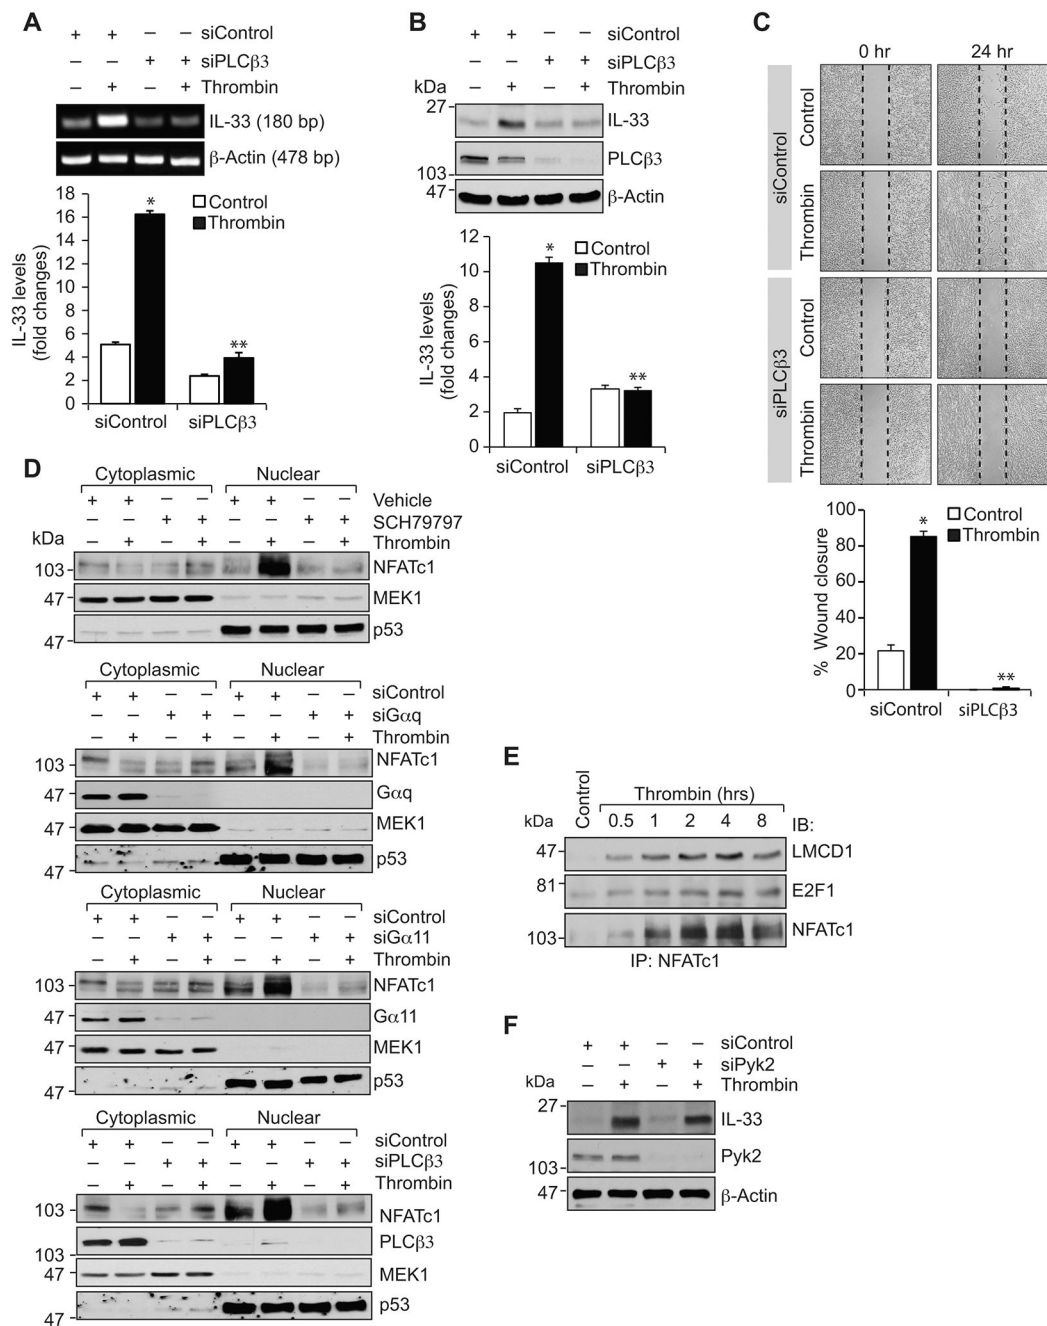 A
+ + – – siControl
– – + + siPLCβ3
– + – + Thrombin
IL-33 (180 bp)
β-Actin (478 bp)
18
16
14
12
10
8
6
4
2
0
IL-33 levels
(fold changes)
Control
Thrombin
*
**
siControl siPLCβ3
B
+ + – – siControl
– – + + siPLCβ3
kDa – + – + Thrombin
27 IL-33
PLCβ3
103
47 β-Actin
12
10
8
6
4
2
0
IL-33 levels
(fold changes)
Control
Thrombin
*
**
siControl siPLCβ3
C
0 hr 24 hr
siControl
Control
Thrombin
siPLCβ3
Control
Thrombin
100
80
60
40
20
0
% Wound closure
Control
Thrombin
*
**
siControl siPLCβ3
D
Cytoplasmic Nuclear
+ + – – + + – – Vehicle
– – + + – – + + SCH79797
kDa – + – + – + – + Thrombin
103 NFATc1
47 MEK1
47 p53
Cytoplasmic Nuclear
+ + – – + + – – siControl
– – + + – – + + siGαq
– + – + – + – + Thrombin
103 NFATc1
47 Gαq
47 MEK1
47 p53
Cytoplasmic Nuclear
+ + – – + + – – siControl
– – + + – – + + siGα11
– + – + – + – + Thrombin
103 NFATc1
47 Gα11
47 MEK1
47 p53
Cytoplasmic Nuclear
+ + – – + + – – siControl
– – + + – – + + siPLCβ3
– + – + – + – + Thrombin
103 NFATc1
PLCβ3
103
47 MEK1
47 p53
E
Control
Thrombin (hrs)
kDa 0.5 1 2 4 8 IB:
47 LMCD1
81 E2F1
103 NFATc1
IP: NFATc1
F
+ + – – siControl
– – + + siPyk2
kDa – + – + Thrombin
27 IL-33
Pyk2
103
47 β-Actin